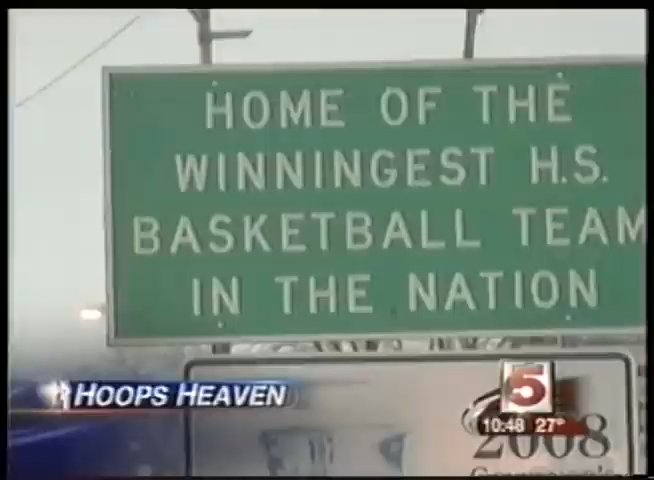 HOME OF THE
WINNINGEST H.S.
BASKETBALL TEAM
IN THE NATION
HOOPS HEAVEN
5
10:48 27°
2008